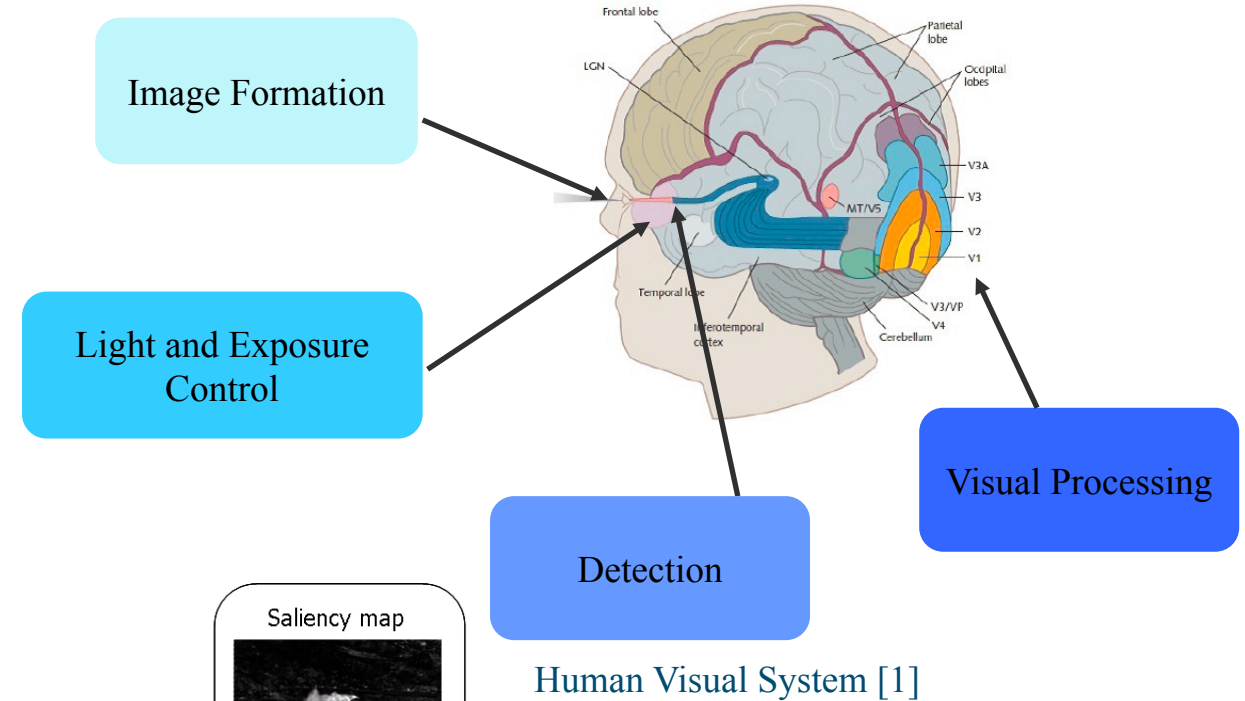 Frontal lobe
Parietal
lobe
LGN
Occipital
lobes
Image Formation
V3A
V3
MT/V5
V2
V1
Temporal lobe
V3/VP
V4
Inferotemporal
cortex
Cerebellum
Light and Exposure
Control
Visual Processing
Detection
Saliency map
Human Visual System [1]